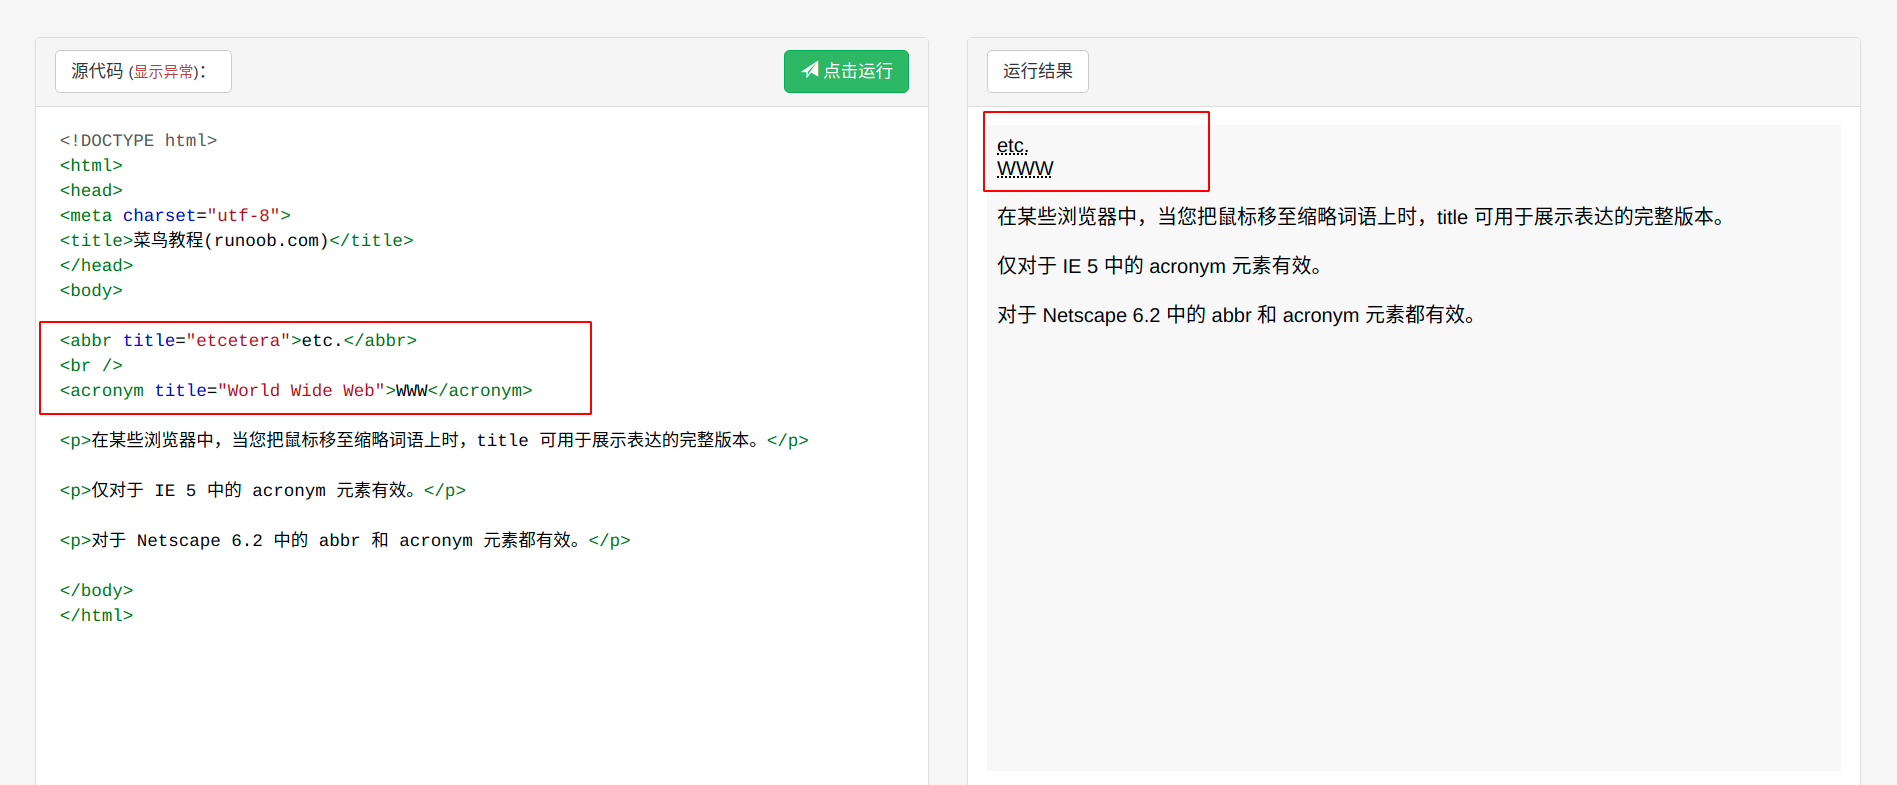 源代码 (显示异常)：
点击运行
<!DOCTYPE html>
<html>
<head>
<meta charset="utf-8">
<title>菜鸟教程(runoob.com)</title>
</head>
<body>
<abbr title="etcetera">etc.</abbr>
<br />
<acronym title="World Wide Web">WWW</acronym>
<p>在某些浏览器中，当您把鼠标移至缩略词语上时，title 可用于展示表达的完整版本。</p>
<p>仅对于 IE 5 中的 acronym 元素有效。</p>
<p>对于 Netscape 6.2 中的 abbr 和 acronym 元素都有效。</p>
</body>
</html>
运行结果
etc.
WWW
在某些浏览器中，当您把鼠标移至缩略词语上时，title 可用于展示表达的完整版本。
仅对于 IE 5 中的 acronym 元素有效。
对于 Netscape 6.2 中的 abbr 和 acronym 元素都有效。